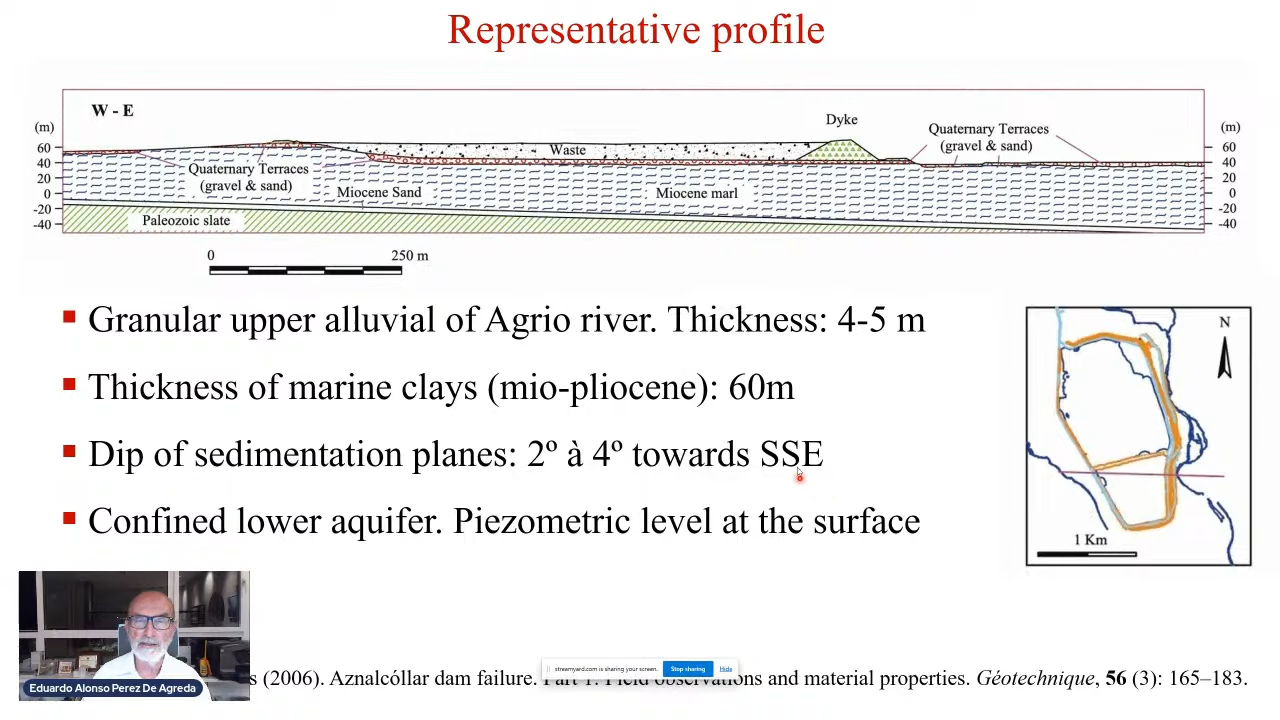 Representative profile
W - E
(m)
60
40
20
0
-20
-40
Quaternary Terraces
(gravel & sand)
Waste
Dyke
Quaternary Terraces
(gravel & sand)
Miocene Sand
Miocene marl
Paleozoic slate
(m)
60
40
20
0
-20
-40
0 250 m
▪ Granular upper alluvial of Agrio river. Thickness: 4-5 m
▪ Thickness of marine clays (mio-pliocene): 60m
▪ Dip of sedimentation planes: 2º à 4º towards SSE
▪ Confined lower aquifer. Piezometric level at the surface
N
1 Km
Eduardo Alonso Perez De Agreda
streamyard.com is sharing your screen. Stop sharing Hide
(2006). Aznalcóllar dam failure. Part 1: Field observations and material properties. Géotechnique, 56 (3): 165–183.